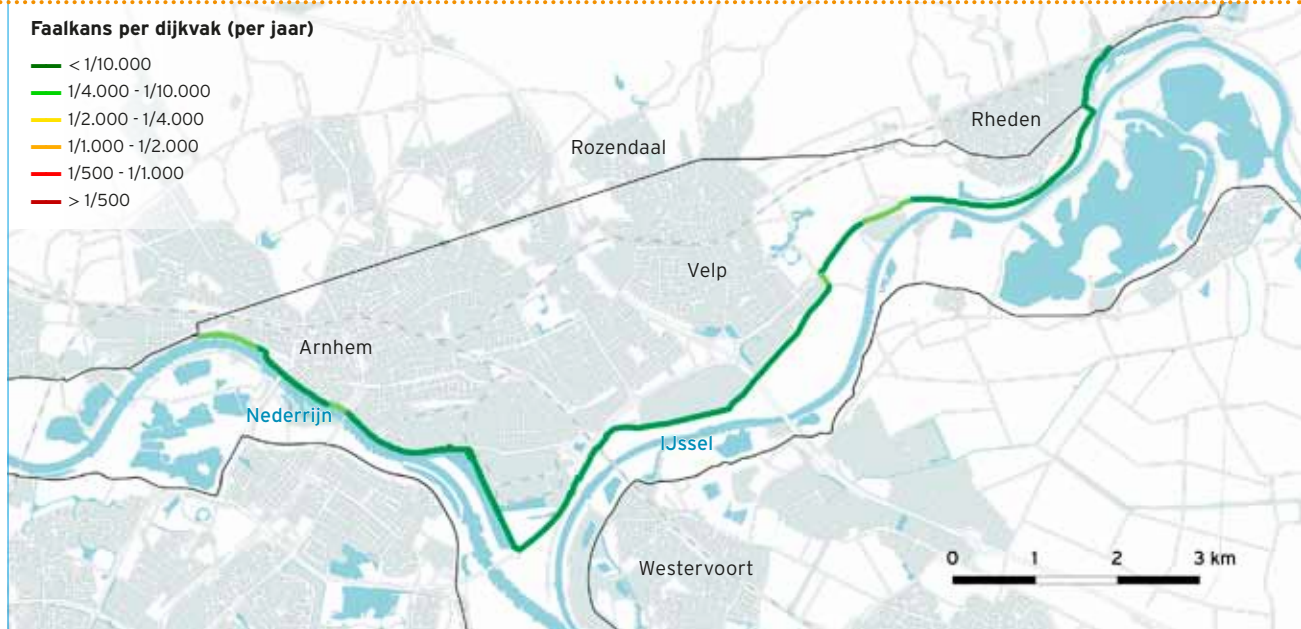 Faalkans per dijkvak (per jaar)
< 1/10.000
1/4.000 - 1/10.000
1/2.000 - 1/4.000
1/1.000 - 1/2.000
1/500 - 1/1.000
> 1/500
Rheden
Rozendaal
Velp
Arnhem
Nederrijn
IJssel
Westervoort
0 1 2 3 km